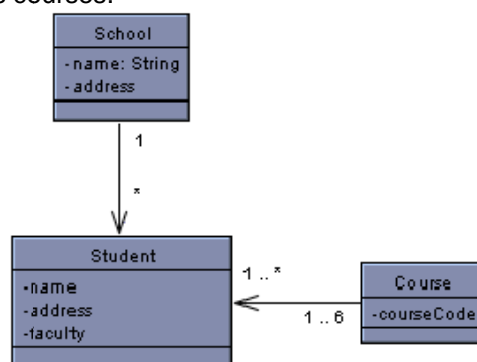 courses.
School
-name: String
-address
1
*
Student
-name
-address
-faculty
1 .. *
1 .. 6
Course
-courseCode